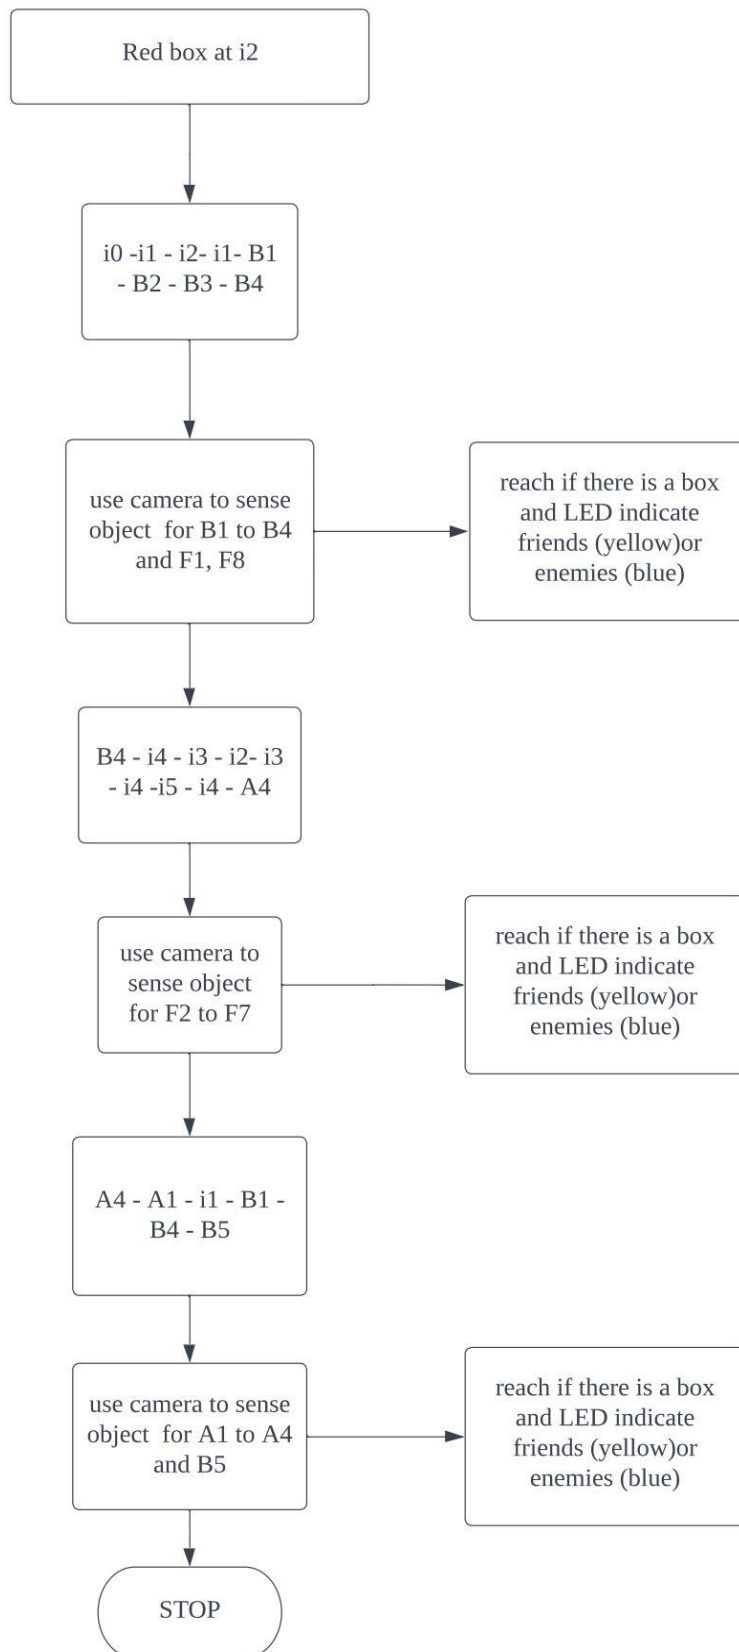 Red box at i2
i0 -i1 - i2- i1- B1
- B2 - B3 - B4
use camera to sense
object  for B1 to B4
and F1, F8
reach if there is a box
and LED indicate
friends (yellow)or
enemies (blue)
B4 - i4 - i3 - i2- i3
- i4 -i5 - i4 - A4
use camera to
sense object
for F2 to F7
reach if there is a box
and LED indicate
friends (yellow)or
enemies (blue)
A4 - A1 - i1 - B1 -
B4 - B5
use camera to sense
object  for A1 to A4
and B5
reach if there is a box
and LED indicate
friends (yellow)or
enemies (blue)
STOP